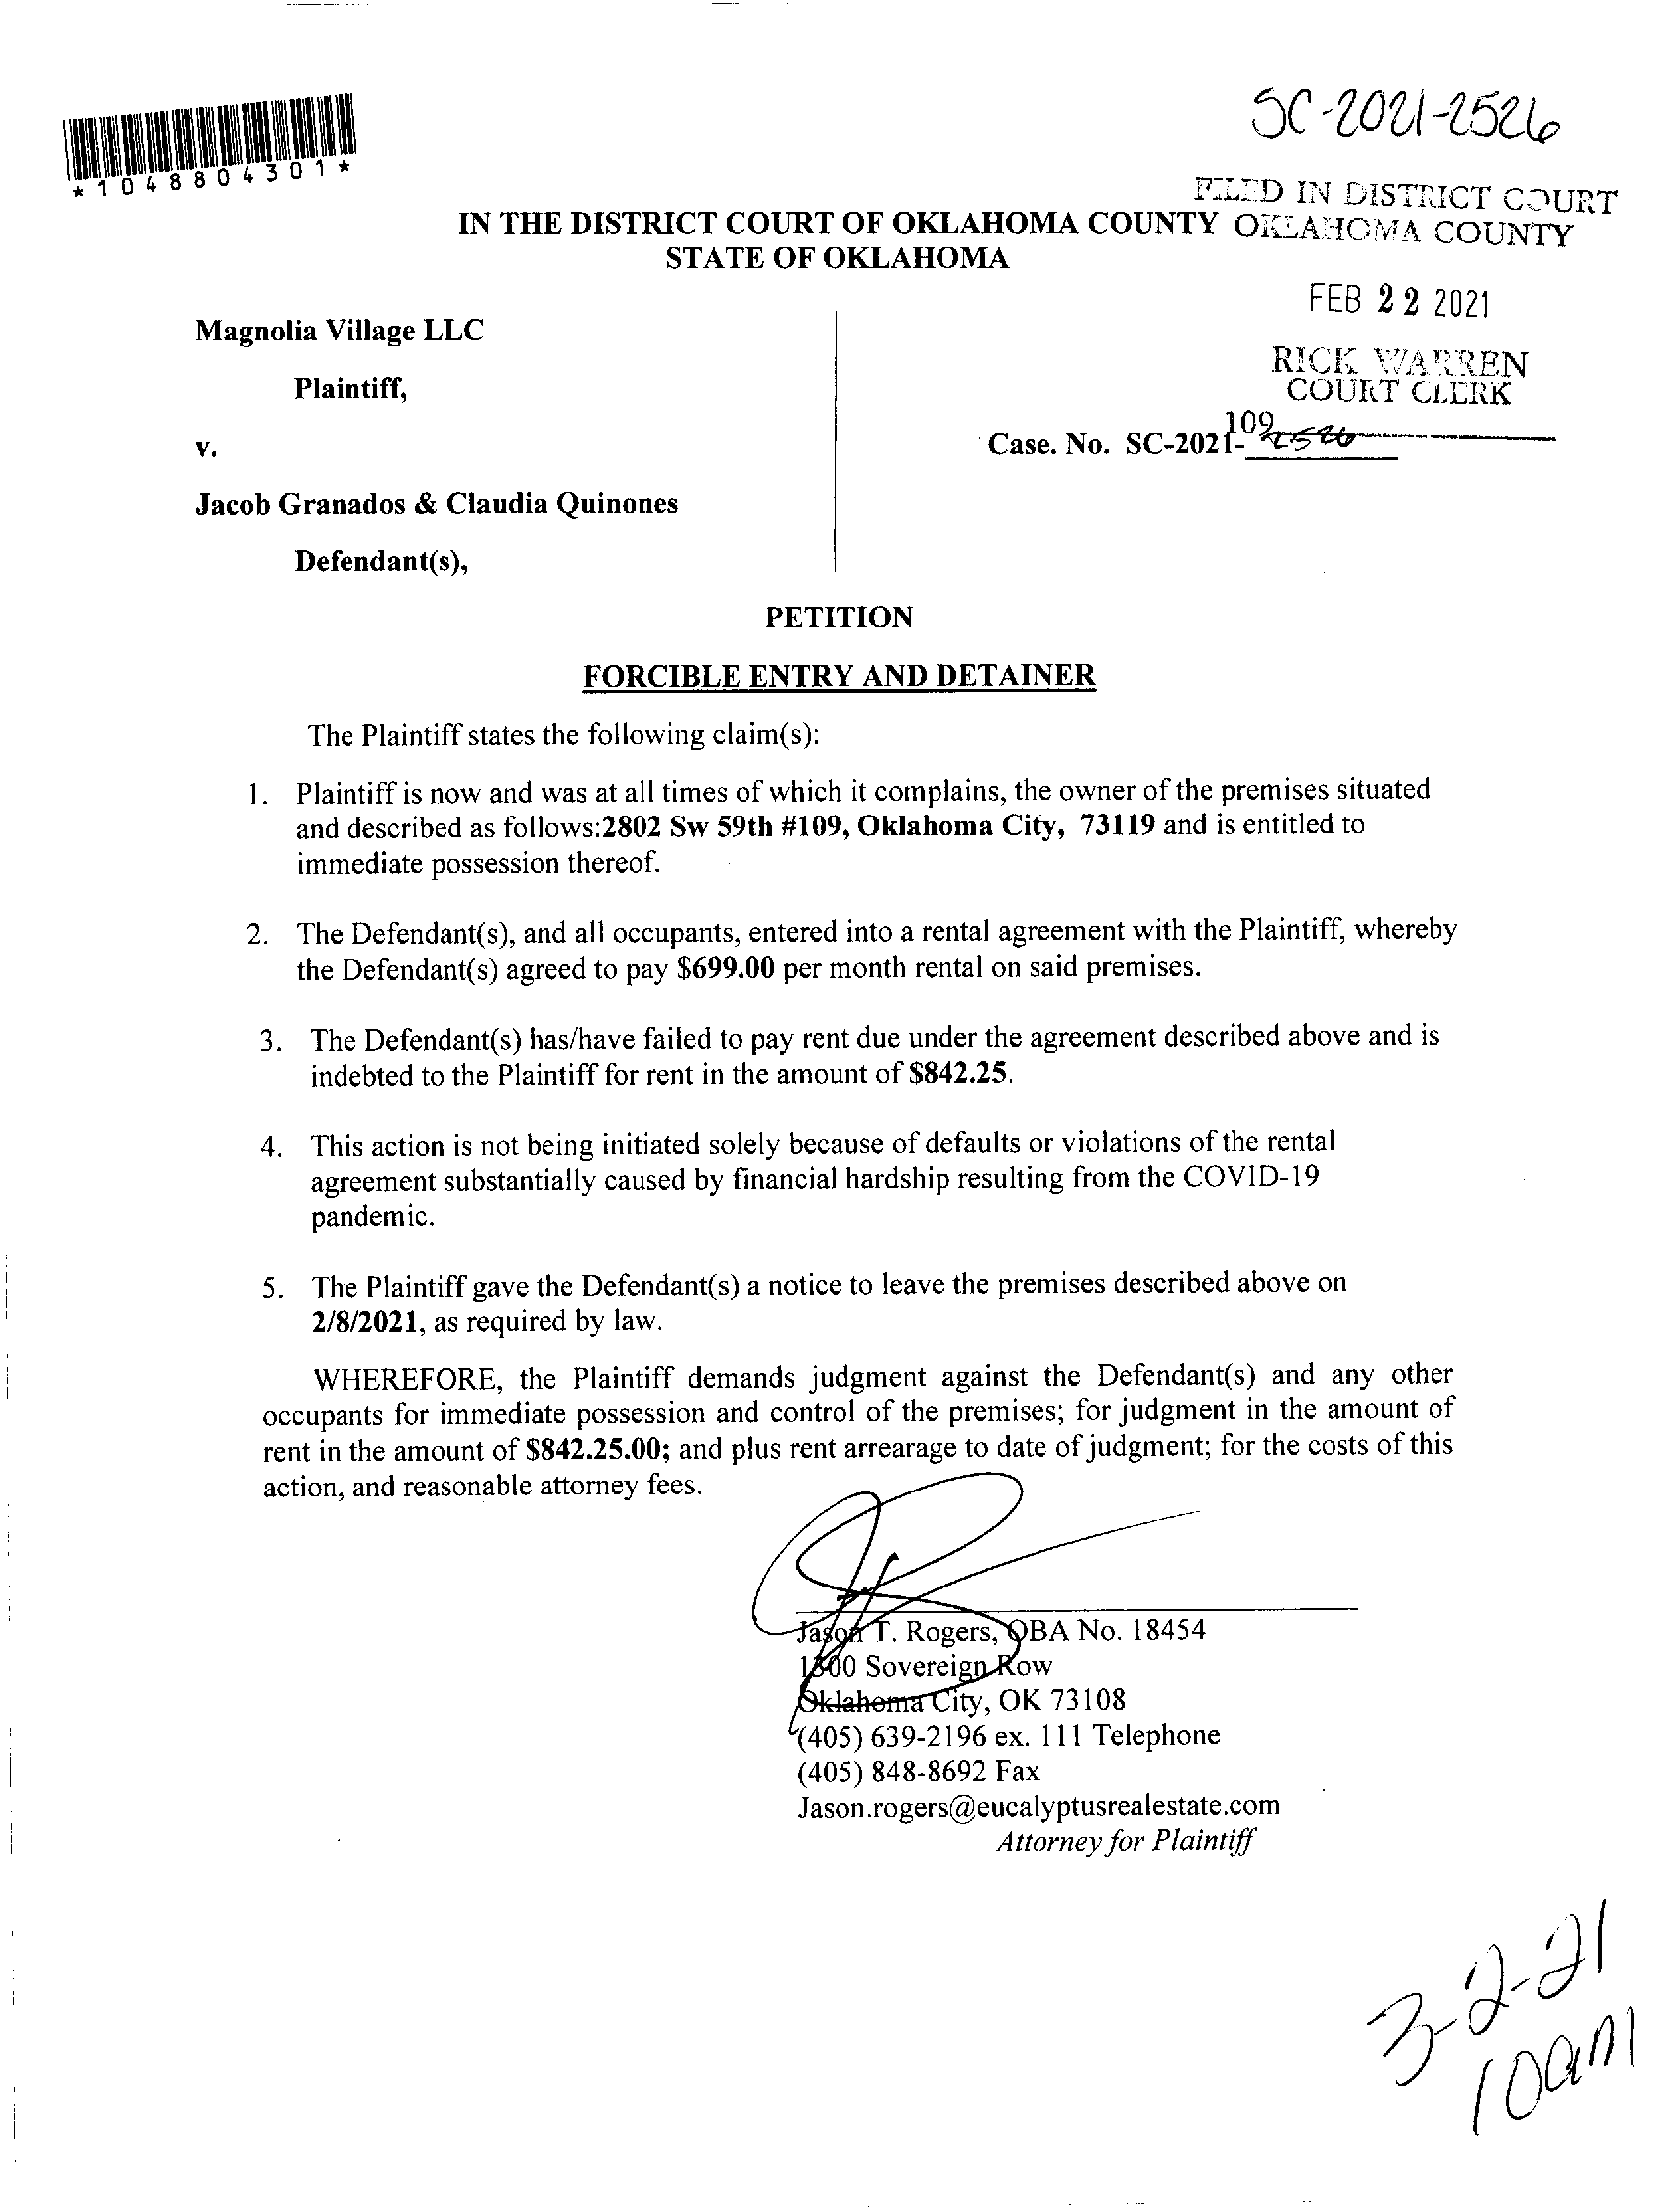 SC-2021-2526
*1048804301*
FILED IN DISTRICT COURT
OKLAHOMA COUNTY
IN THE DISTRICT COURT OF OKLAHOMA COUNTY
STATE OF OKLAHOMA
FEB 22 2021
RICK WARREN
COURT CLERK
109
Magnolia Village LLC
Plaintiff,
v.
Case. No. SC-2021-2526
Jacob Granados & Claudia Quinones
Defendant(s),
PETITION
FORCIBLE ENTRY AND DETAINER
The Plaintiff states the following claim(s):
1. Plaintiff is now and was at all times of which it complains, the owner of the premises situated
and described as follows:2802 Sw 59th #109, Oklahoma City, 73119 and is entitled to
immediate possession thereof.
2. The Defendant(s), and all occupants, entered into a rental agreement with the Plaintiff, whereby
the Defendant(s) agreed to pay $699.00 per month rental on said premises.
3. The Defendant(s) has/have failed to pay rent due under the agreement described above and is
indebted to the Plaintiff for rent in the amount of $842.25.
4. This action is not being initiated solely because of defaults or violations of the rental
agreement substantially caused by financial hardship resulting from the COVID-19
pandemic.
5. The Plaintiff gave the Defendant(s) a notice to leave the premises described above on
2/8/2021, as required by law.
WHEREFORE, the Plaintiff demands judgment against the Defendant(s) and any other
occupants for immediate possession and control of the premises; for judgment in the amount of
rent in the amount of $842.25.00; and plus rent arrearage to date of judgment; for the costs of this
action, and reasonable attorney fees.
Jason T. Rogers, OBA No. 18454
1300 Sovereign Row
Oklahoma City, OK 73108
(405) 639-2196 ex. 111 Telephone
(405) 848-8692 Fax
Jason.rogers@eucalyptusrealestate.com
Attorney for Plaintiff
3-2-21
10am